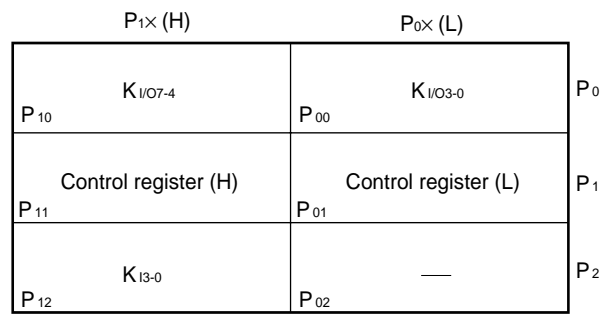 P1× (H) P0× (L)
KI/O7-4 KI/O3-0 P0
P10 P00
Control register (H) Control register (L) P1
P11 P01
KI3-0 — P2
P12 P02